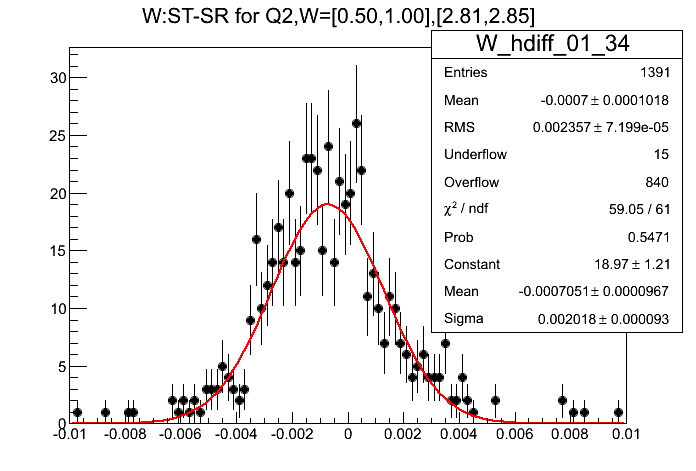 W:ST-SR for Q2,W=[0.50,1.00],[2.81,2.85]
W_hdiff_01_34
Entries 1391
Mean -0.0007 ± 0.0001018
RMS 0.002357 ± 7.199e-05
Underflow 15
Overflow 840
χ² / ndf 59.05 / 61
Prob 0.5471
Constant 18.97 ± 1.21
Mean -0.0007051 ± 0.0000967
Sigma 0.002018 ± 0.000093
30
25
20
15
10
5
0
-0.01 -0.008 -0.006 -0.004 -0.002 0 0.002 0.004 0.006 0.008 0.01